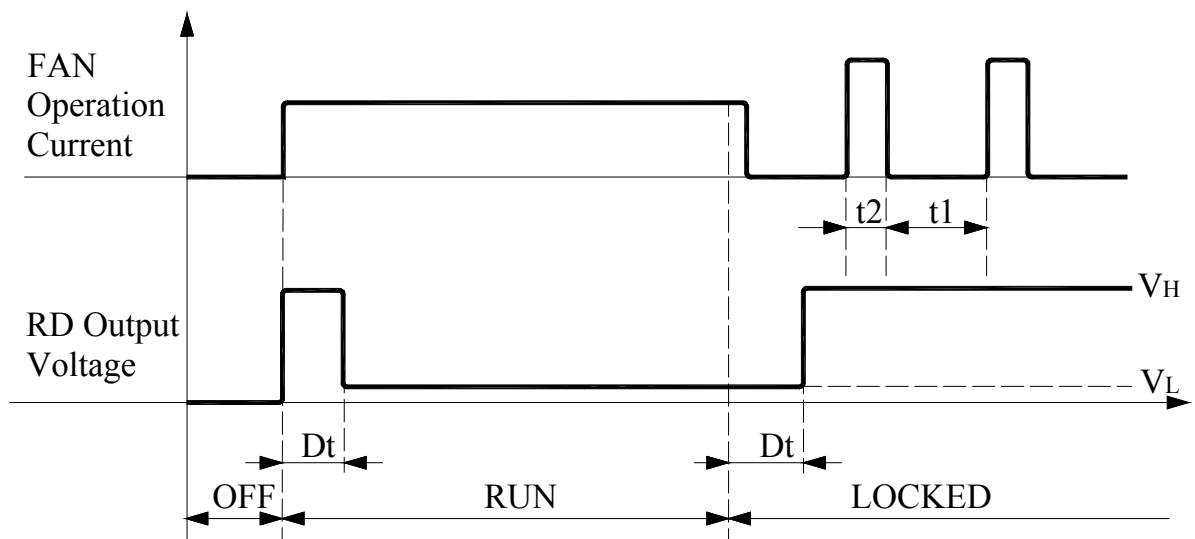 FAN
Operation
Current
t2
t1
VH
RD Output
Voltage
VL
Dt
Dt
OFF
RUN
LOCKED